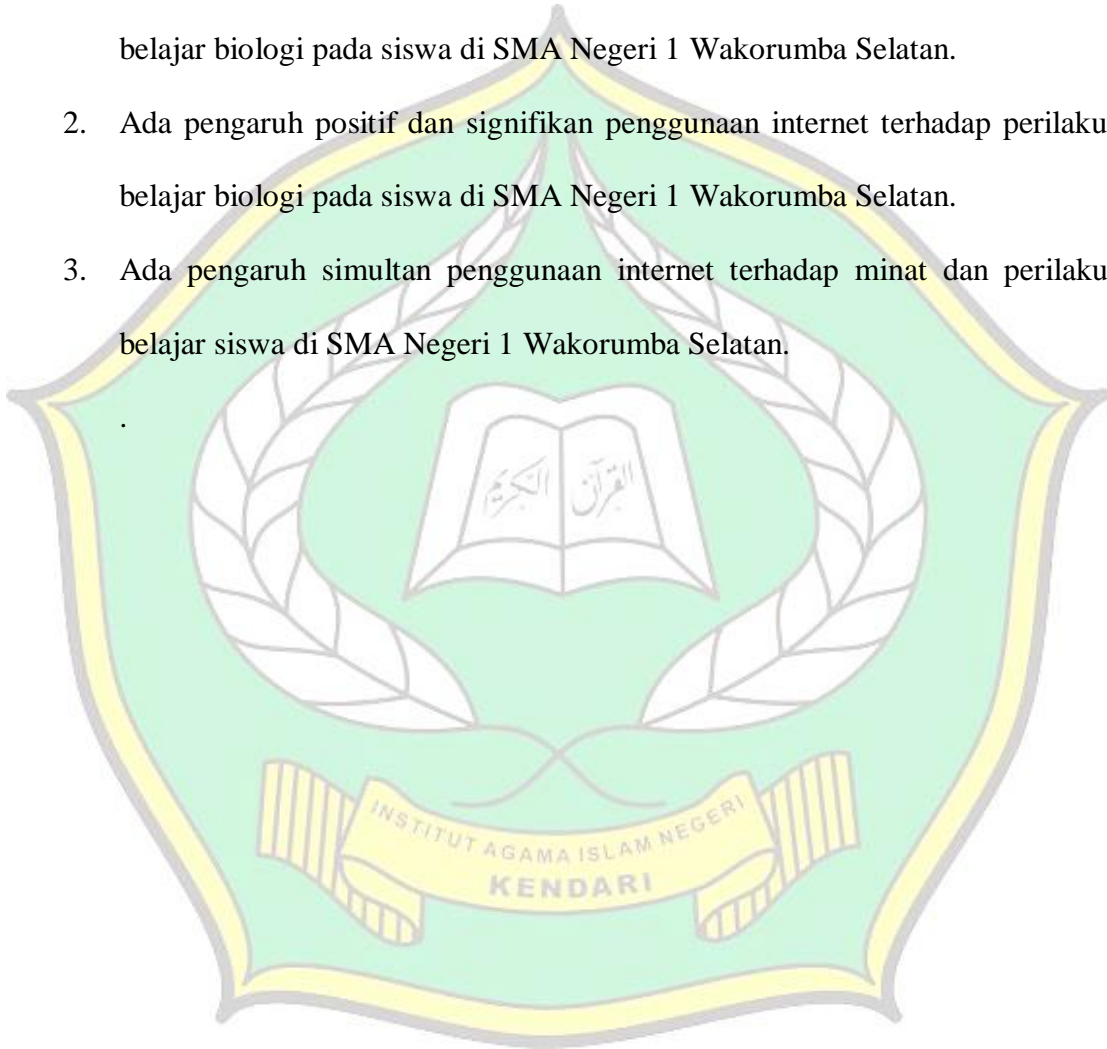 belajar biologi pada siswa di SMA Negeri 1 Wakorumba Selatan.
2. Ada pengaruh positif dan signifikan penggunaan internet terhadap perilaku
belajar biologi pada siswa di SMA Negeri 1 Wakorumba Selatan.
3. Ada pengaruh simultan penggunaan internet terhadap minat dan perilaku
belajar siswa di SMA Negeri 1 Wakorumba Selatan.
.
القرآن الكريم
INSTITUT AGAMA ISLAM NEGERI
KENDARI